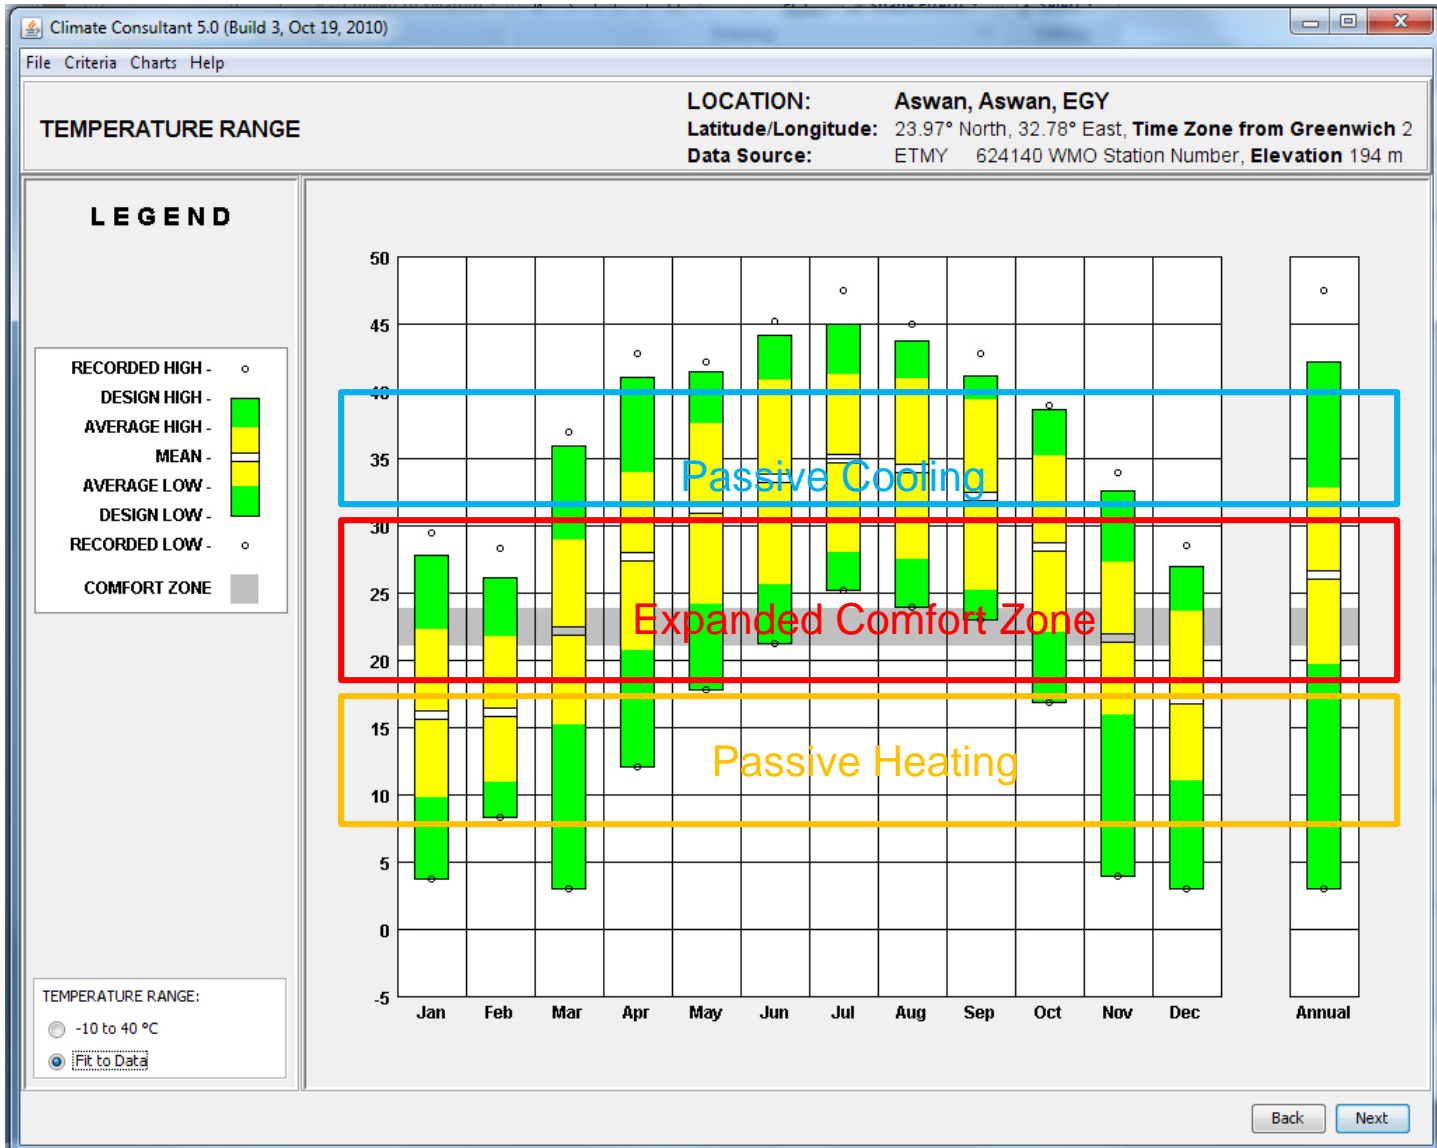 Climate Consultant 5.0 (Build 3, Oct 19, 2010)
File Criteria Charts Help
TEMPERATURE RANGE
LOCATION: Aswan, Aswan, EGY
Latitude/Longitude: 23.97° North, 32.78° East, Time Zone from Greenwich 2
Data Source: ETMY 624140 WMO Station Number, Elevation 194 m
LEGEND
RECORDED HIGH -
DESIGN HIGH -
AVERAGE HIGH -
MEAN -
AVERAGE LOW -
DESIGN LOW -
RECORDED LOW -
COMFORT ZONE
TEMPERATURE RANGE:
-10 to 40 °C
Fit to Data
50
45
40
35
30
25
20
15
10
5
0
-5
Passive Cooling
Expanded Comfort Zone
Passive Heating
Jan Feb Mar Apr May Jun Jul Aug Sep Oct Nov Dec Annual
Back Next